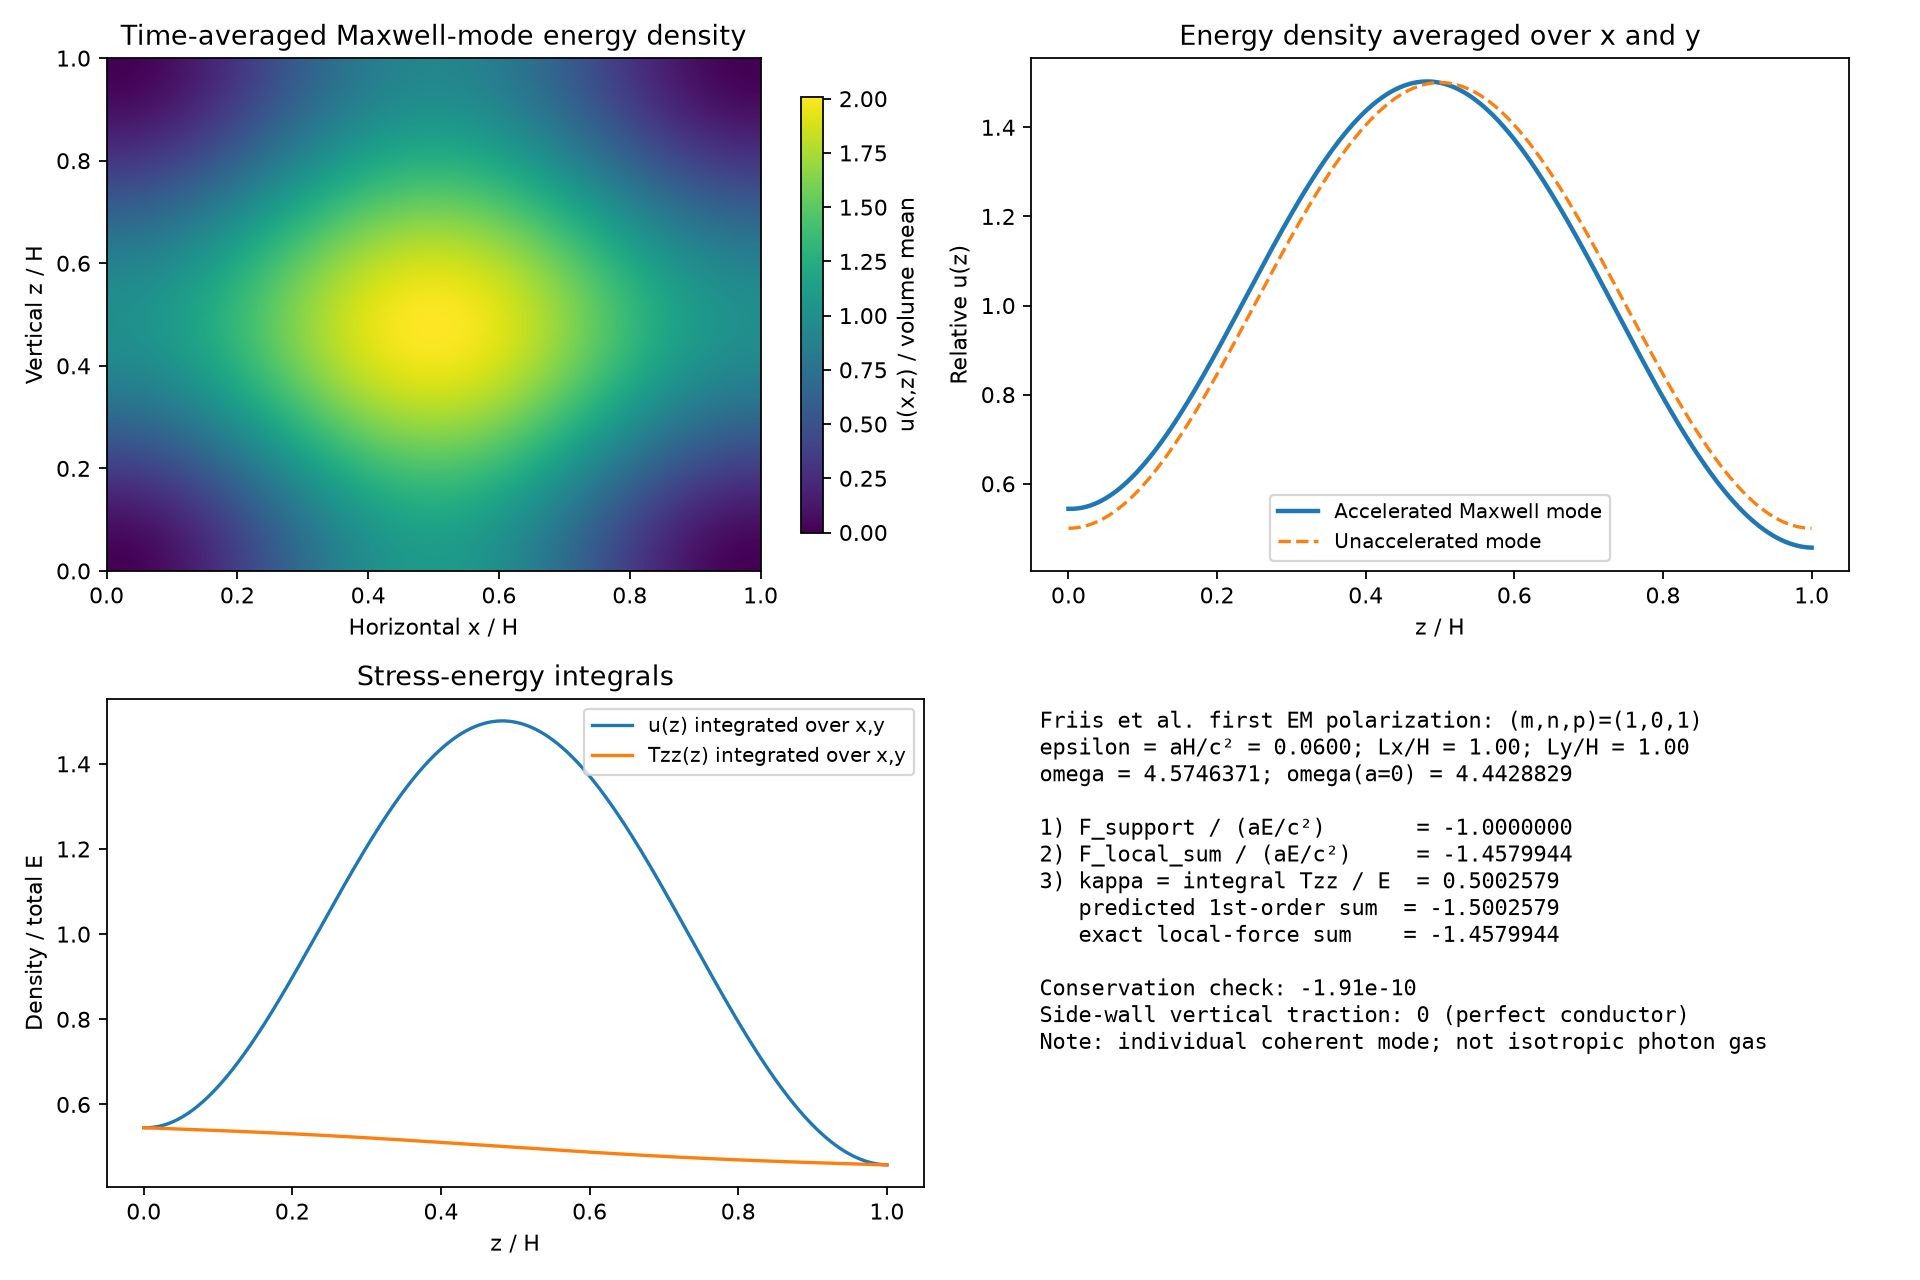 Time-averaged Maxwell-mode energy density
1.0
0.8
0.6
0.4
0.2
0.0
Vertical z / H
0.0 0.2 0.4 0.6 0.8 1.0
Horizontal x / H
2.00
1.75
1.50
1.25
1.00
0.75
0.50
0.25
0.00
u(x,z) / volume mean
Energy density averaged over x and y
1.4
1.2
1.0
0.8
0.6
Relative u(z)
Accelerated Maxwell mode
Unaccelerated mode
0.0 0.2 0.4 0.6 0.8 1.0
z / H
Stress-energy integrals
1.4
1.2
1.0
0.8
0.6
Density / total E
u(z) integrated over x,y
Tzz(z) integrated over x,y
0.0 0.2 0.4 0.6 0.8 1.0
z / H
Friis et al. first EM polarization: (m,n,p)=(1,0,1)
epsilon = aH/c² = 0.0600; Lx/H = 1.00; Ly/H = 1.00
omega = 4.5746371; omega(a=0) = 4.4428829
1) F_support / (aE/c²) = -1.0000000
2) F_local_sum / (aE/c²) = -1.4579944
3) kappa = integral Tzz / E = 0.5002579
predicted 1st-order sum = -1.5002579
exact local-force sum = -1.4579944
Conservation check: -1.91e-10
Side-wall vertical traction: 0 (perfect conductor)
Note: individual coherent mode; not isotropic photon gas